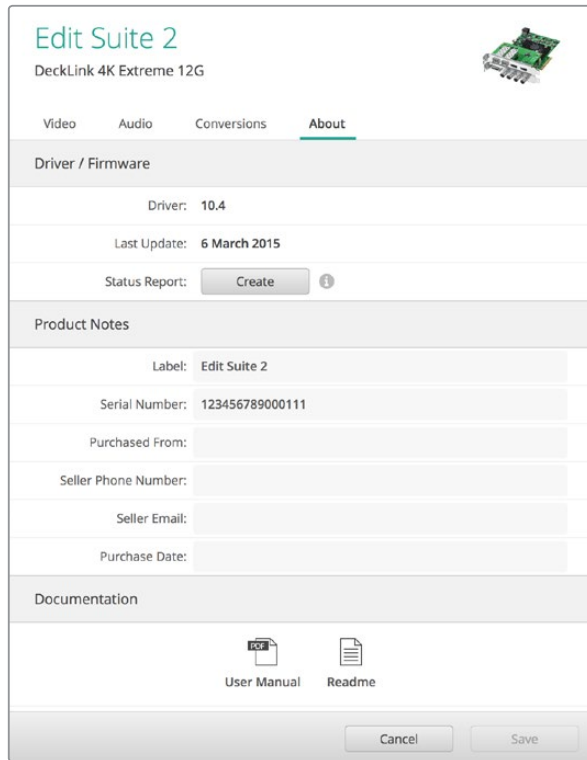 Edit Suite 2
DeckLink 4K Extreme 12G
Video Audio Conversions About
Driver / Firmware
Driver: 10.4
Last Update: 6 March 2015
Status Report: Create
Product Notes
Label: Edit Suite 2
Serial Number: 123456789000111
Purchased From:
Seller Phone Number:
Seller Email:
Purchase Date:
Documentation
PDF
User Manual Readme
Cancel Save